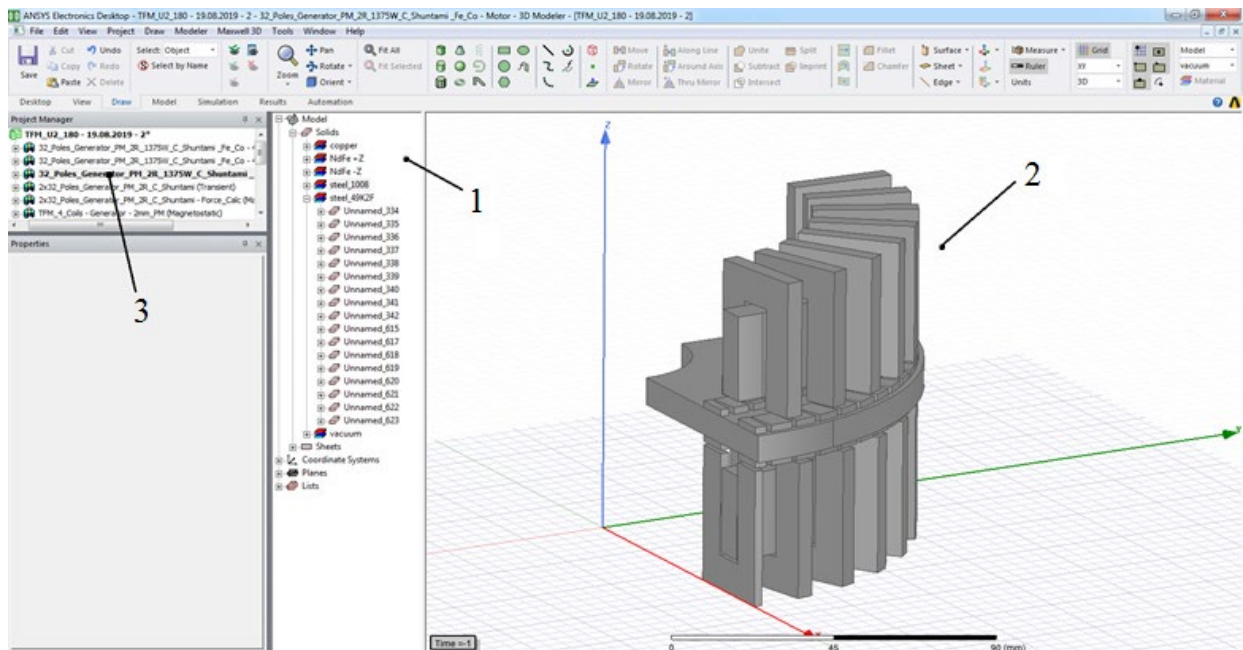 ANSYS Electronics Desktop - TFM_U2_180 - 19.08.2019 - 2 - 32_Poles_Generator_PM_2R_1375W_C_Shuntami _Fe_Co - Motor - 3D Modeler - [TFM_U2_180 - 19.08.2019 - 2]
File Edit View Project Draw Modeler Maxwell 3D Tools Window Help
Save
Cut Undo Select: Object
Copy Redo Select by Name
Paste Delete
Zoom
Pan Fit All
Rotate Fit Selected
Orient
Move Along Line Unite Split Fillet
Rotate Around Axis Subtract Imprint Chamfer
Mirror Thru Mirror Intersect
Surface Measure Grid Model
Sheet Ruler XY vacuum
Edge Units 3D Material
Desktop View Draw Model Simulation Results Automation
Project Manager
TFM_U2_180 - 19.08.2019 - 2*
32_Poles_Generator_PM_2R_1375W_C_Shuntami _Fe_Co -
32_Poles_Generator_PM_2R_1375W_C_Shuntami _Fe_Co -
32_Poles_Generator_PM_2R_1375W_C_Shuntami _
2x32_Poles_Generator_PM_2R_C_Shuntami (Transient)
2x32_Poles_Generator_PM_2R_C_Shuntami - Force_Calc (Ma
TFM_4_Coils - Generator - 2mm_PM (Magnetostatic)
Properties
3
Model
Solids
copper
NdFe +Z
NdFe -Z
steel_1008
steel_49K2F
Unnamed_334
Unnamed_335
Unnamed_336
Unnamed_337
Unnamed_338
Unnamed_339
Unnamed_340
Unnamed_341
Unnamed_342
Unnamed_615
Unnamed_617
Unnamed_618
Unnamed_619
Unnamed_620
Unnamed_621
Unnamed_622
Unnamed_623
vacuum
Sheets
Coordinate Systems
Planes
Lists
1
2
z
y
x
Time =-1
0 45 90 (mm)